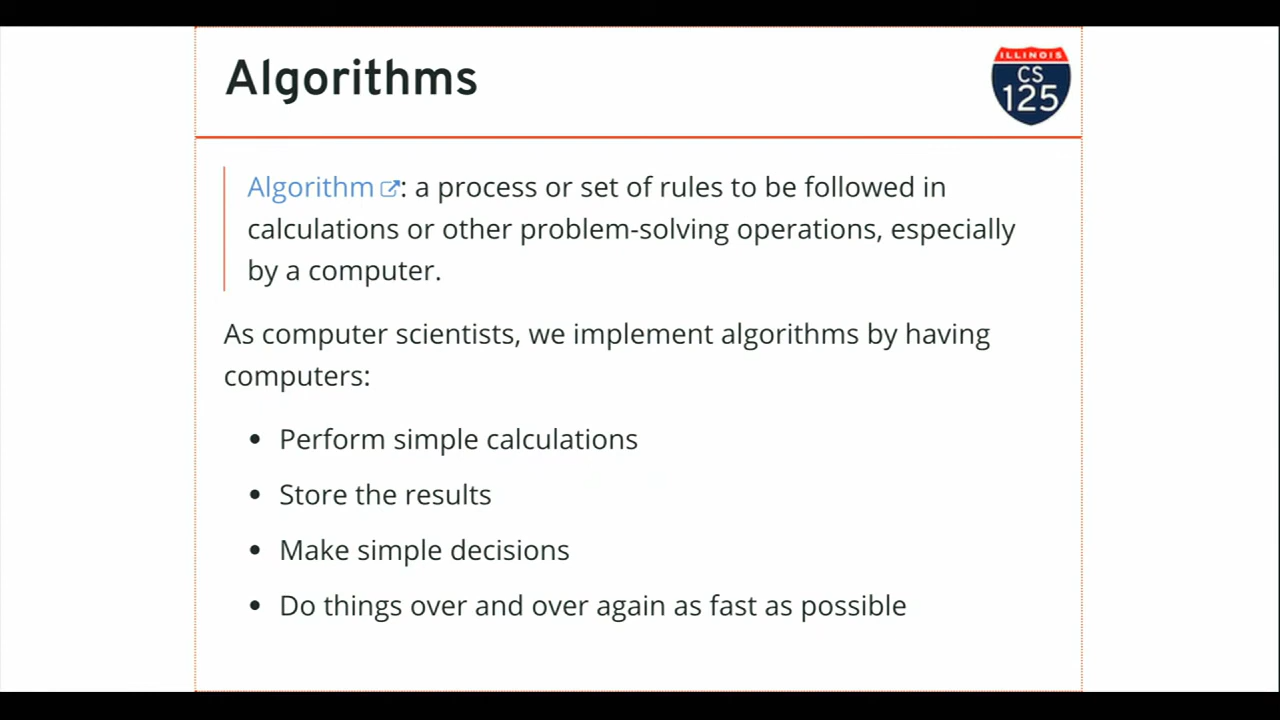 Algorithms
ILLINOIS
CS
125
Algorithm: a process or set of rules to be followed in
calculations or other problem-solving operations, especially
by a computer.
As computer scientists, we implement algorithms by having
computers:
• Perform simple calculations
• Store the results
• Make simple decisions
• Do things over and over again as fast as possible